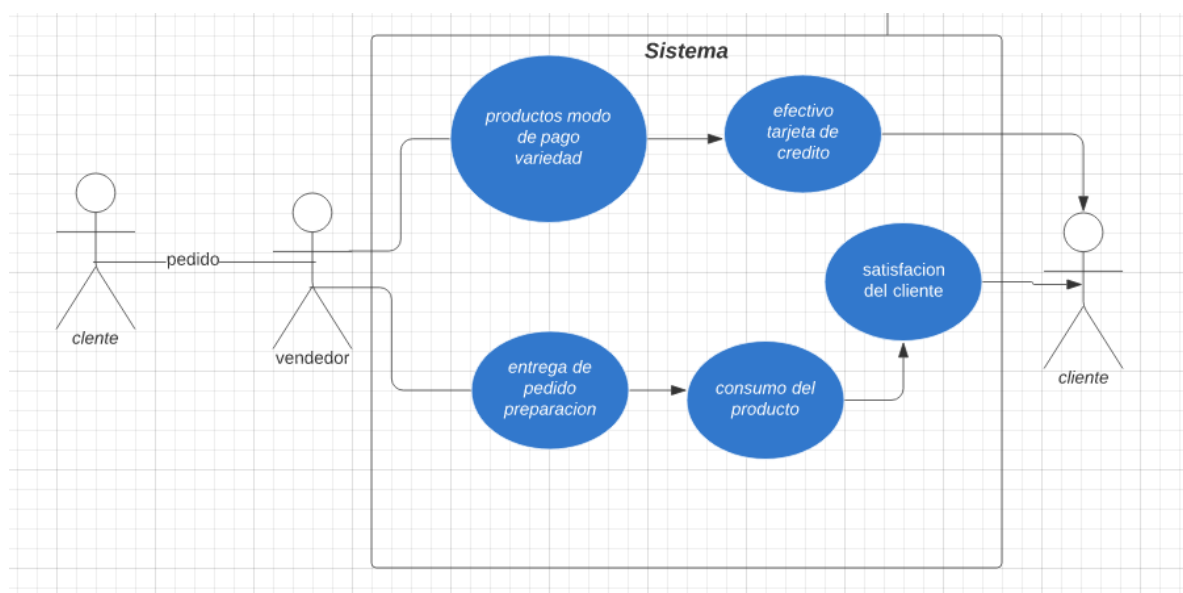 Sistema
productos modo
de pago
variedad
efectivo
tarjeta de
credito
pedido
clente
vendedor
satisfacion
del cliente
cliente
entrega de
pedido
preparacion
consumo del
producto